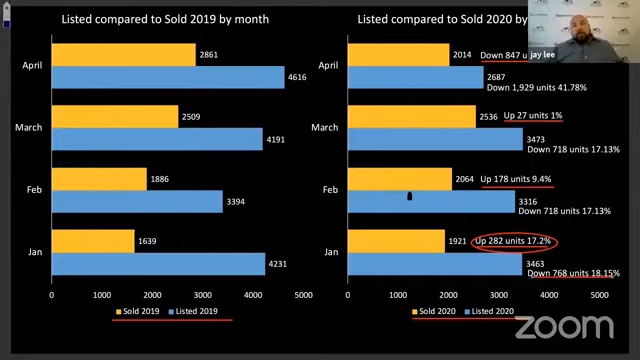 Listed compared to Sold 2019 by month
April
2861
4616
March
2509
4191
Feb
1886
3394
Jan
1639
4231
0 1000 2000 3000 4000 5000
Sold 2019 Listed 2019
Listed compared to Sold 2020 by
jay lee
April
2014 Down 847 u
2687
Down 1,929 units 41.78%
March
2536 Up 27 units 1%
3473
Down 718 units 17.13%
Feb
2064 Up 178 units 9.4%
3316
Down 718 units 17.13%
Jan
1921 Up 282 units 17.2%
3463
Down 768 units 18.15%
0 1000 2000 3000 4000 5000
Sold 2020 Listed 2020
zoom